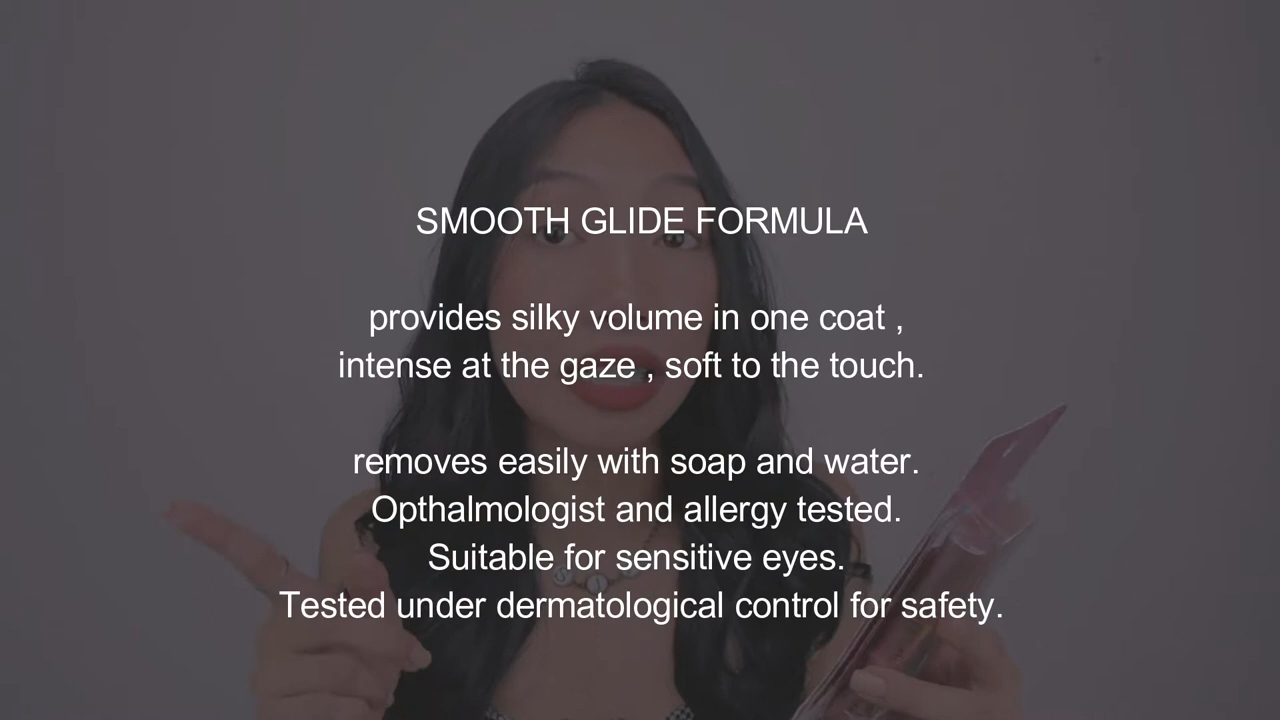 SMOOTH GLIDE FORMULA
provides silky volume in one coat ,
intense at the gaze , soft to the touch.
removes easily with soap and water.
Opthalmologist and allergy tested.
Suitable for sensitive eyes.
Tested under dermatological control for safety.